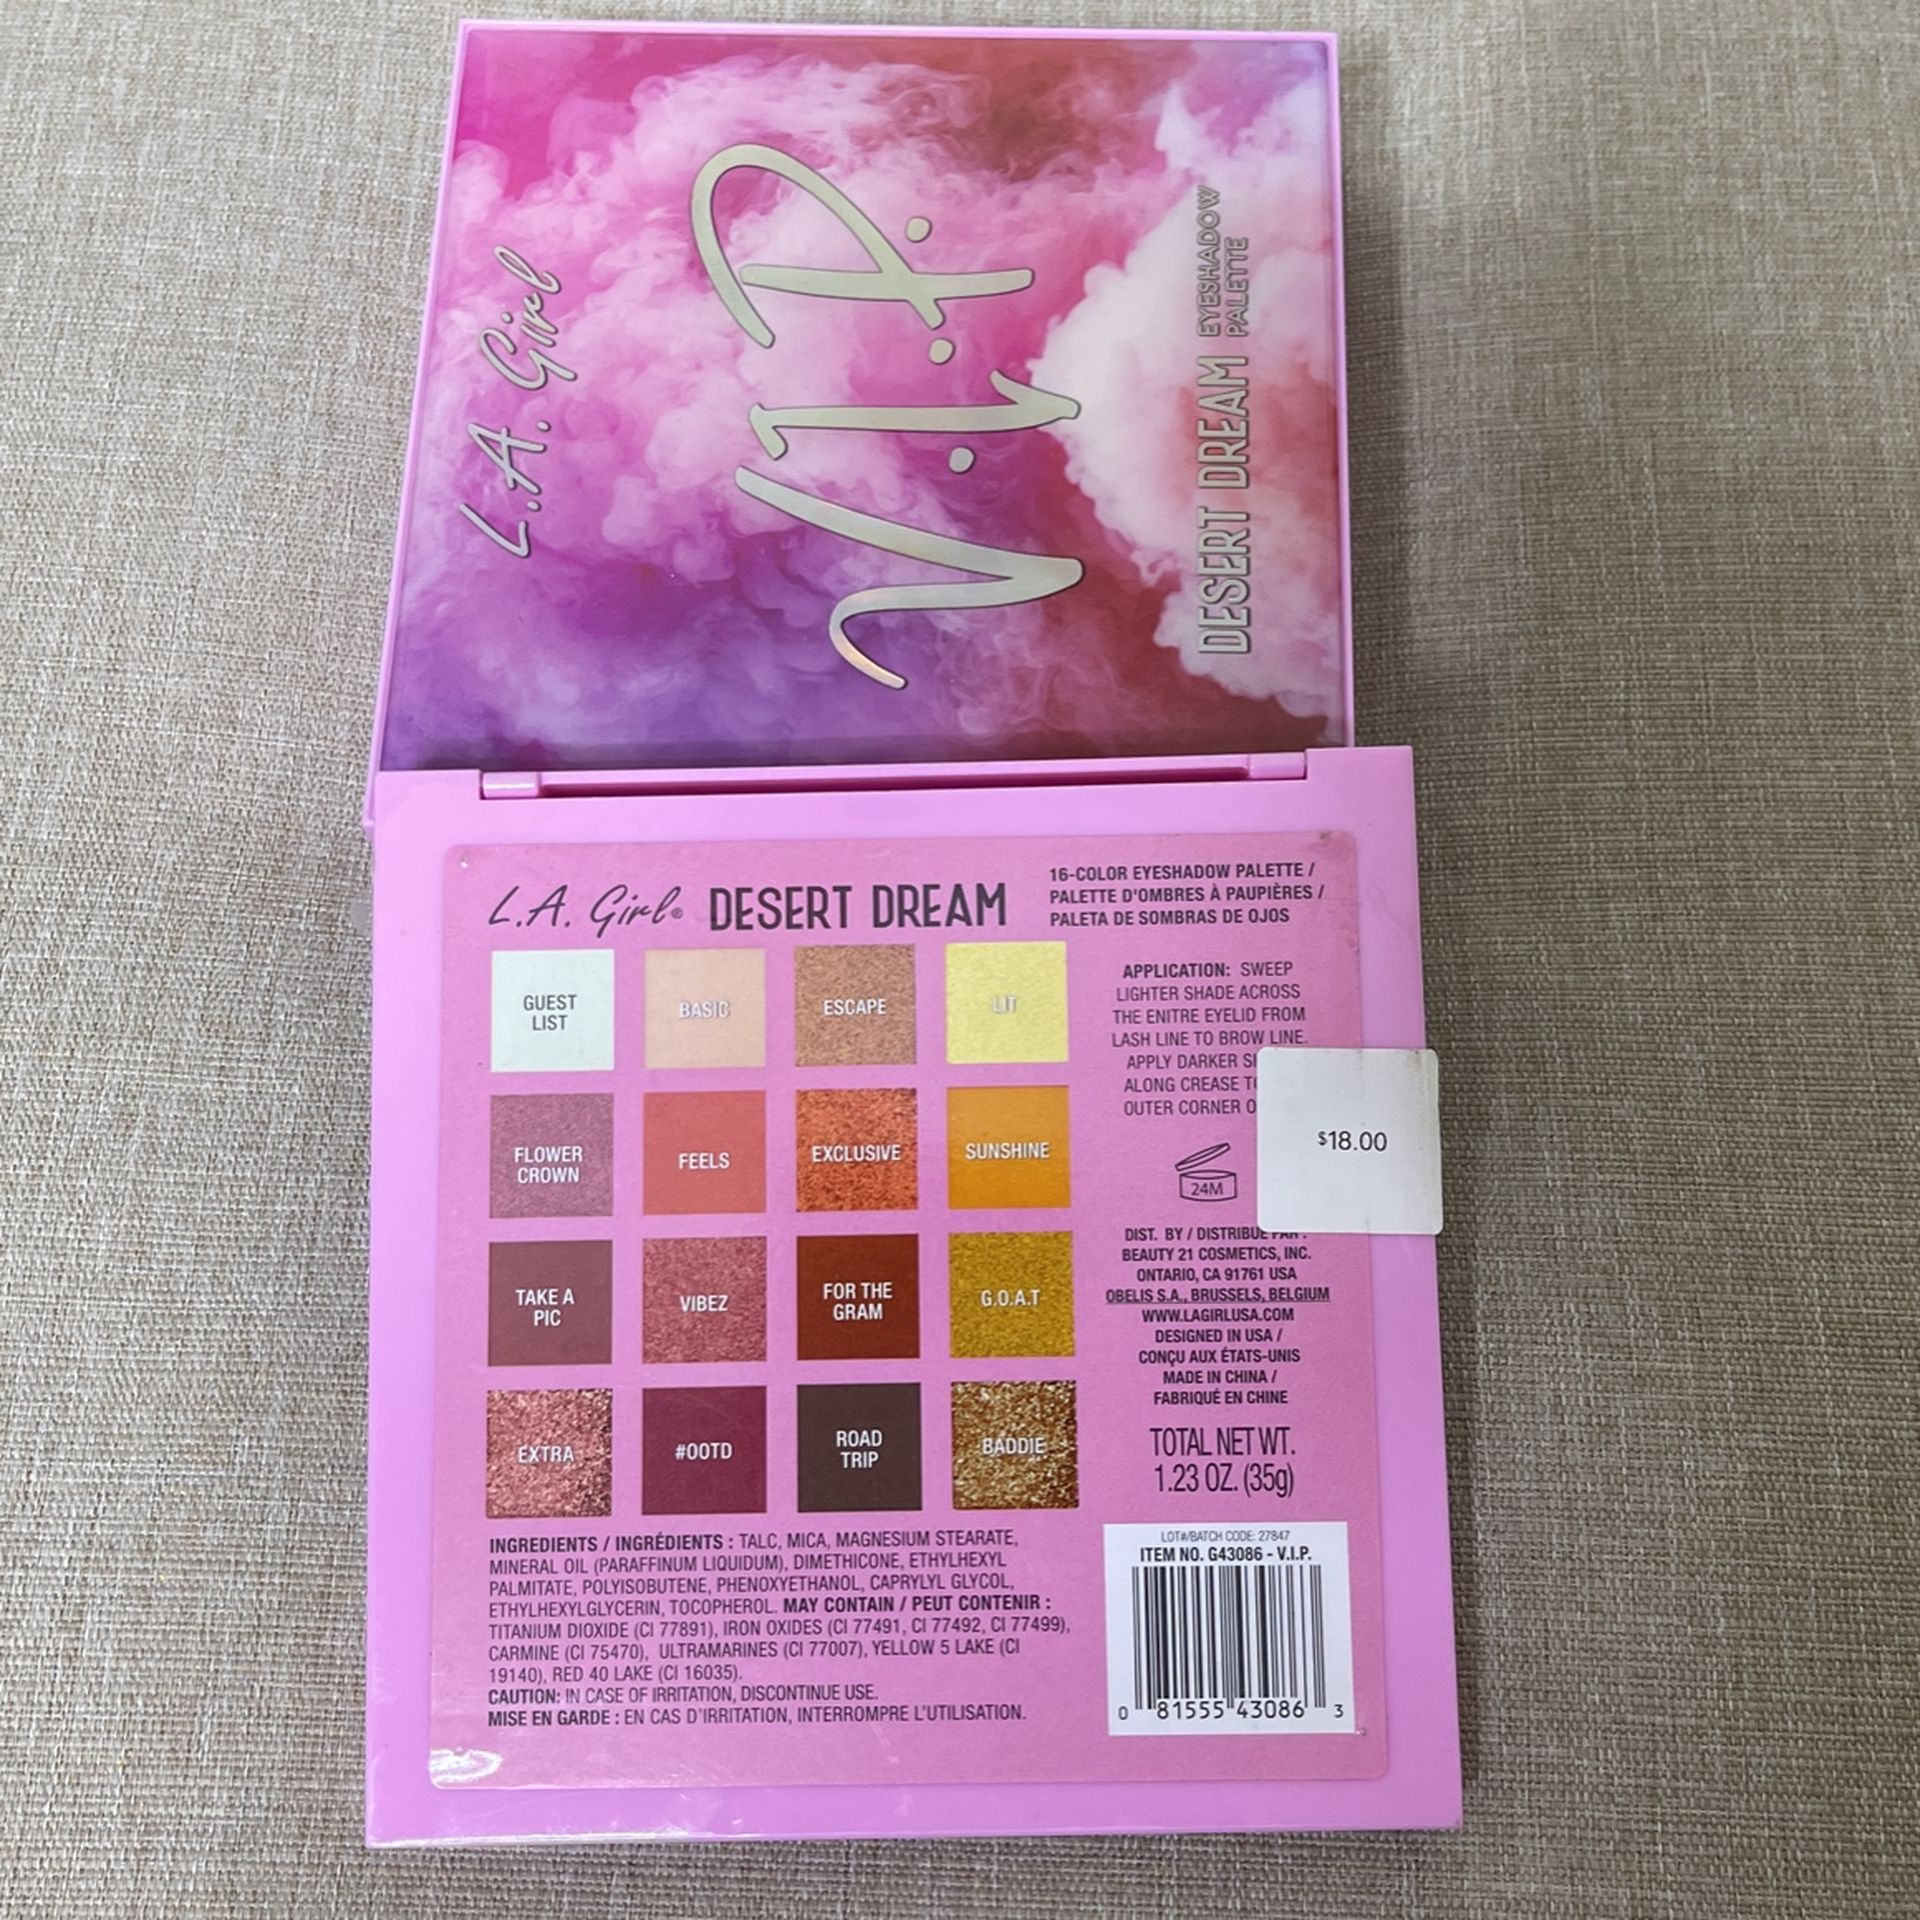 L.A. Girl
V.I.P.
DESERT DREAM EYESHADOW
PALETTE
L.A. Girl® DESERT DREAM
16-COLOR EYESHADOW PALETTE /
PALETTE D'OMBRES À PAUPIÈRES /
PALETA DE SOMBRAS DE OJOS
GUEST
LIST
BASIC
ESCAPE
LIT
FLOWER
CROWN
FEELS
EXCLUSIVE
SUNSHINE
TAKE A
PIC
VIBEZ
FOR THE
GRAM
G.O.A.T
EXTRA
#OOTD
ROAD
TRIP
BADDIE
APPLICATION: SWEEP
LIGHTER SHADE ACROSS
THE ENITRE EYELID FROM
LASH LINE TO BROW LINE.
APPLY DARKER
ALONG CREASE
OUTER CORNER
$18.00
24M
DIST. BY / DISTRIBUÉ PAR :
BEAUTY 21 COSMETICS, INC.
ONTARIO, CA 91761 USA
OBELIS S.A., BRUSSELS, BELGIUM
WWW.LAGIRLUSA.COM
DESIGNED IN USA /
CONÇU AUX ÉTATS-UNIS
MADE IN CHINA /
FABRIQUÉ EN CHINE
TOTAL NET WT.
1.23 OZ. (35g)
INGREDIENTS / INGRÉDIENTS : TALC, MICA, MAGNESIUM STEARATE,
MINERAL OIL (PARAFFINUM LIQUIDUM), DIMETHICONE, ETHYLHEXYL
PALMITATE, POLYISOBUTENE, PHENOXYETHANOL, CAPRYLYL GLYCOL,
ETHYLHEXYLGLYCERIN, TOCOPHEROL. MAY CONTAIN / PEUT CONTENIR :
TITANIUM DIOXIDE (CI 77891), IRON OXIDES (CI 77491, CI 77492, CI 77499),
CARMINE (CI 75470), ULTRAMARINES (CI 77007), YELLOW 5 LAKE (CI
19140), RED 40 LAKE (CI 16035).
CAUTION: IN CASE OF IRRITATION, DISCONTINUE USE.
MISE EN GARDE : EN CAS D'IRRITATION, INTERROMPRE L'UTILISATION.
LOT#/BATCH CODE: 27847
ITEM NO. G43086 - V.I.P.
0 81555 43086 3